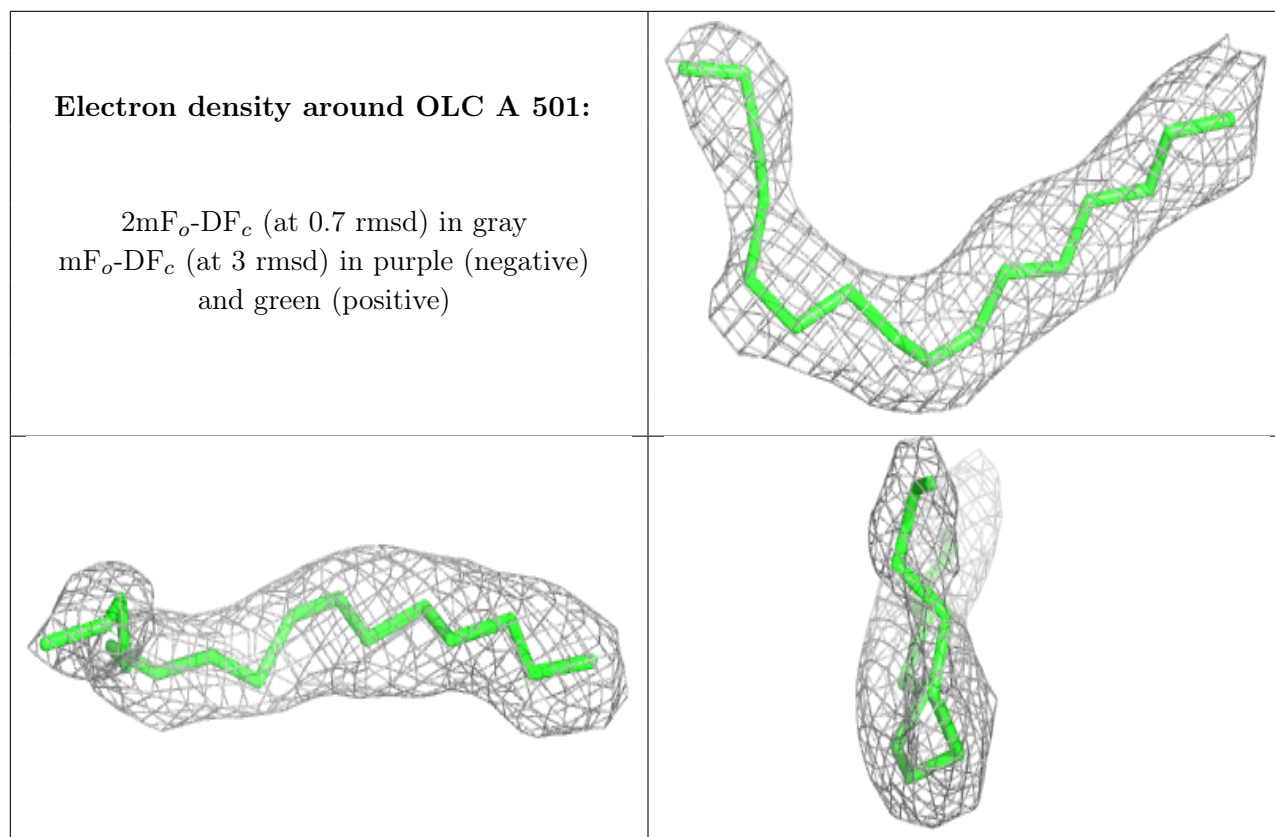 Electron density around OLC A 501:
2mFo-DFc (at 0.7 rmsd) in gray
mFo-DFc (at 3 rmsd) in purple (negative)
and green (positive)